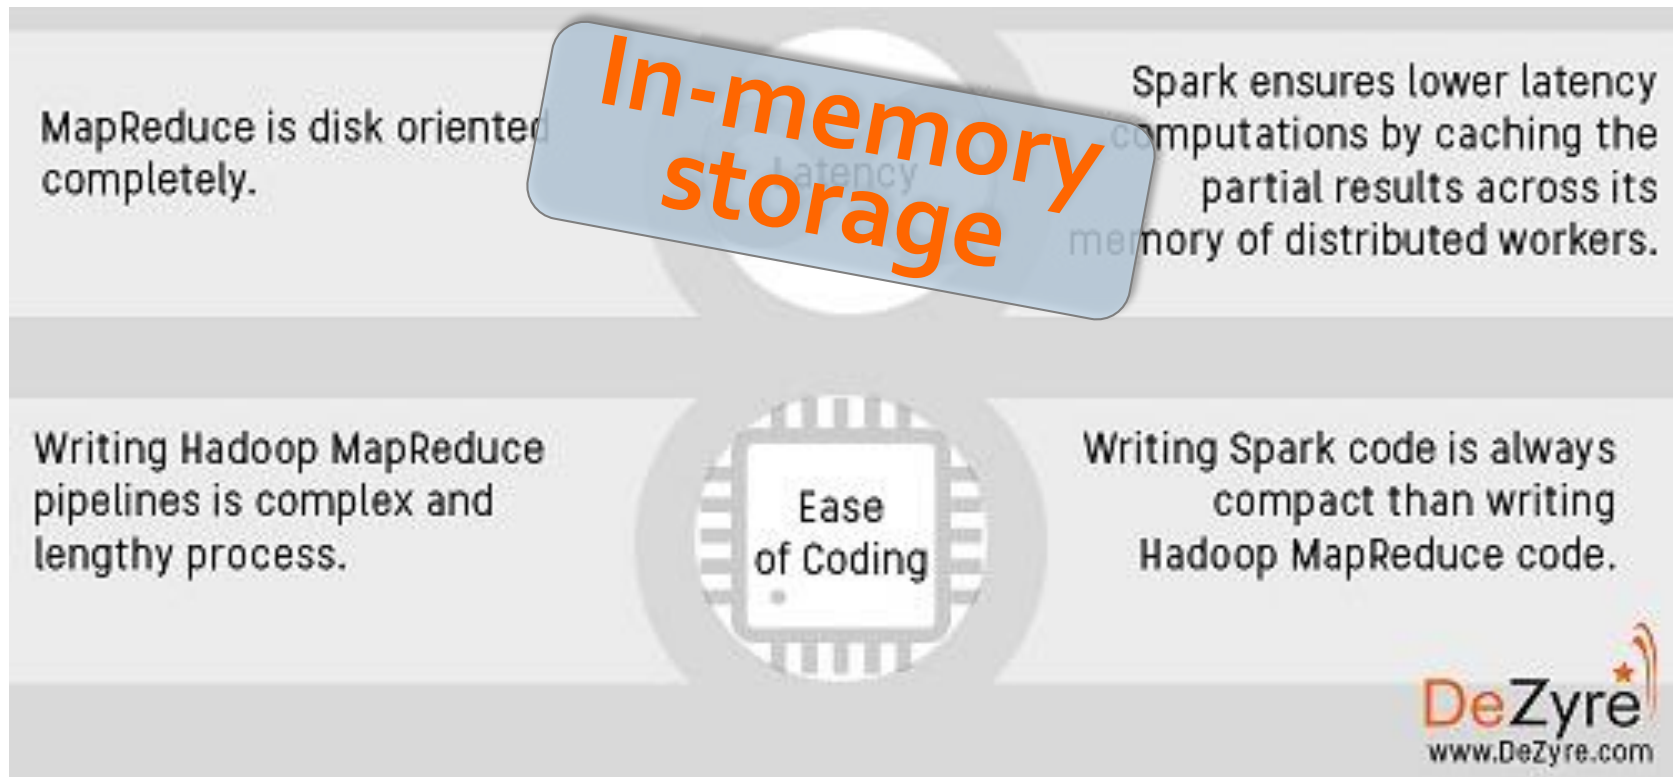 MapReduce is disk oriented
completely.
In-memory
storage
Latency
Spark ensures lower latency
computations by caching the
partial results across its
memory of distributed workers.
Writing Hadoop MapReduce
pipelines is complex and
lengthy process.
Ease
of Coding
Writing Spark code is always
compact than writing
Hadoop MapReduce code.
DeZyre
www.DeZyre.com